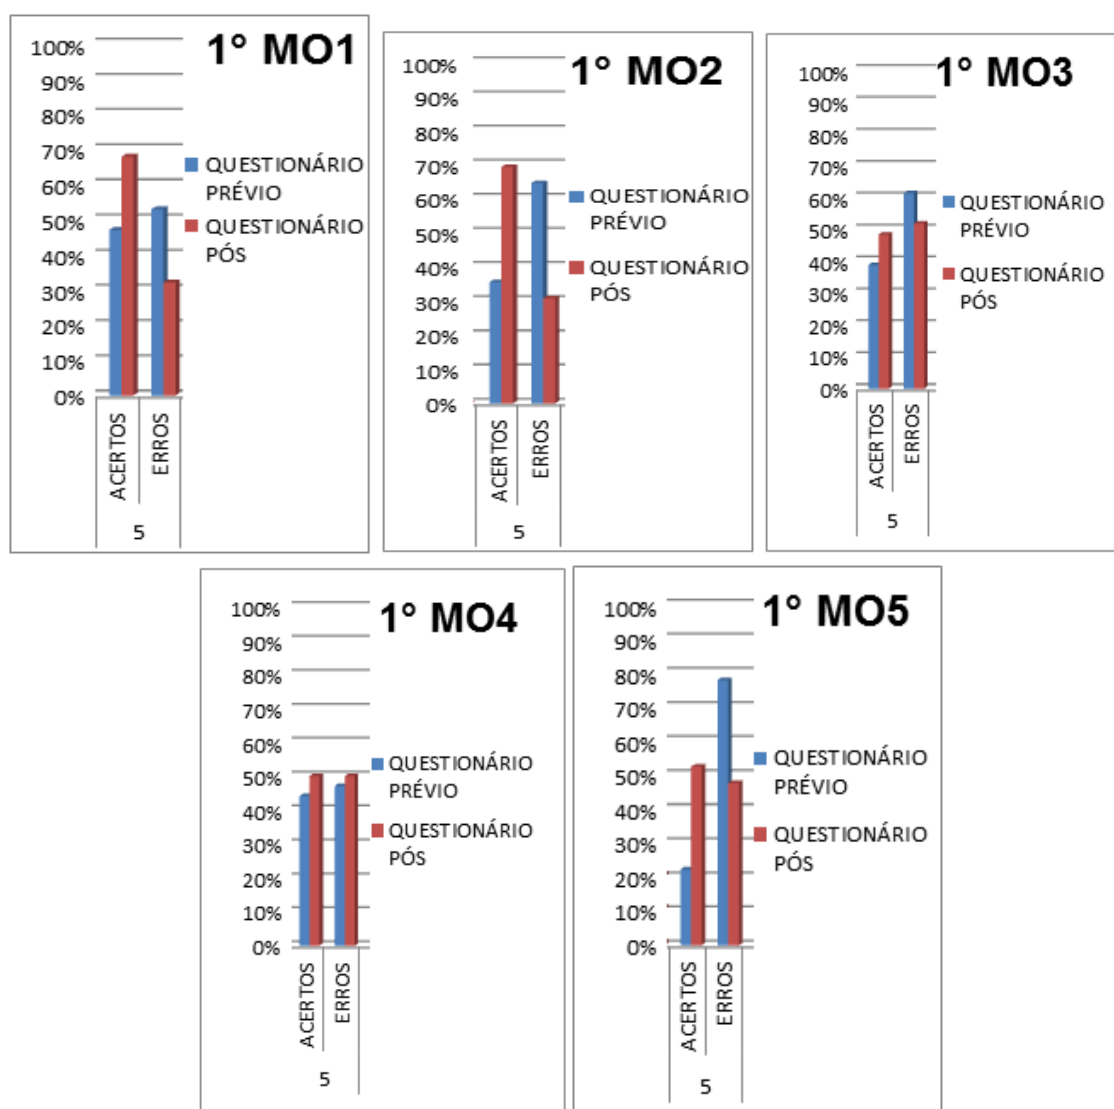 1° MO1
100%
90%
80%
70%
60%
50%
40%
30%
20%
10%
0%
QUESTIONÁRIO
PRÉVIO
QUESTIONÁRIO
PÓS
ACERTOS
ERROS
5
1° MO2
100%
90%
80%
70%
60%
50%
40%
30%
20%
10%
0%
QUESTIONÁRIO
PRÉVIO
QUESTIONÁRIO
PÓS
ACERTOS
ERROS
5
1° MO3
100%
90%
80%
70%
60%
50%
40%
30%
20%
10%
0%
QUESTIONÁRIO
PRÉVIO
QUESTIONÁRIO
PÓS
ACERTOS
ERROS
5
1° MO4
100%
90%
80%
70%
60%
50%
40%
30%
20%
10%
0%
QUESTIONÁRIO
PRÉVIO
QUESTIONÁRIO
PÓS
ACERTOS
ERROS
5
1° MO5
100%
90%
80%
70%
60%
50%
40%
30%
20%
10%
0%
QUESTIONÁRIO
PRÉVIO
QUESTIONÁRIO
PÓS
ACERTOS
ERROS
5